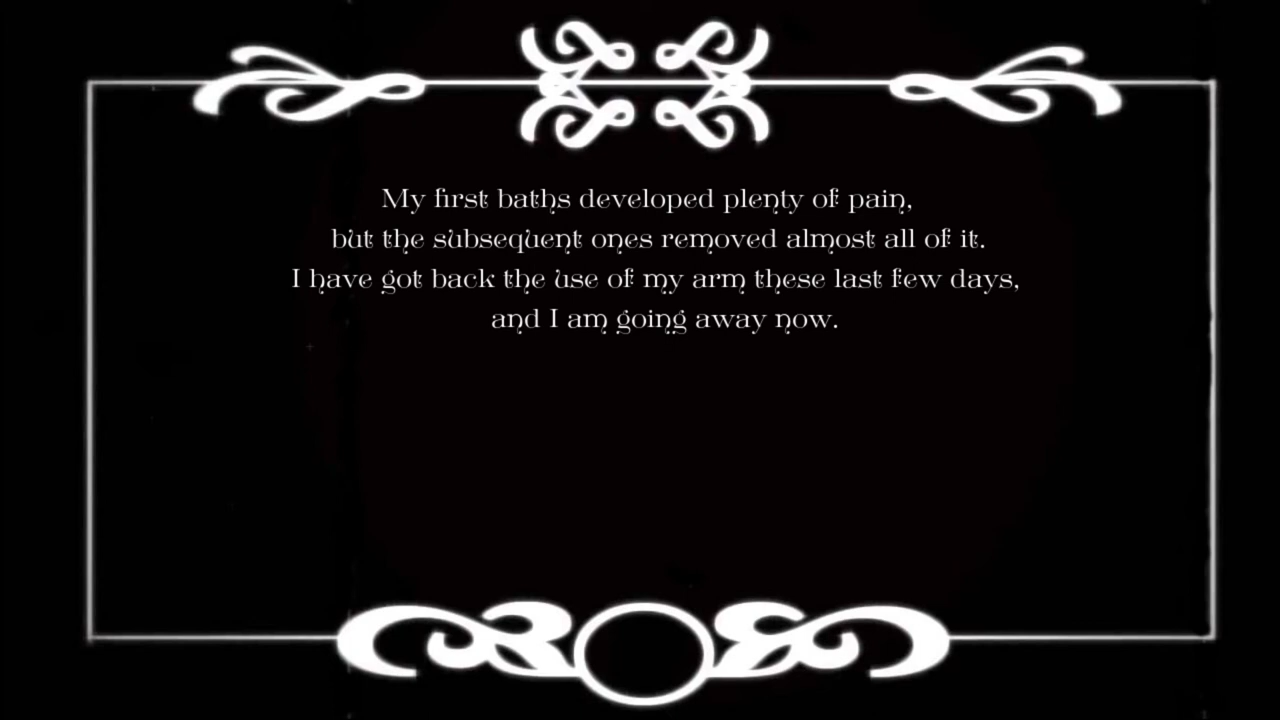 My first baths developed plenty of pain,
but the subsequent ones removed almost all of it.
I have got back the use of my arm these last few days,
and I am going away now.